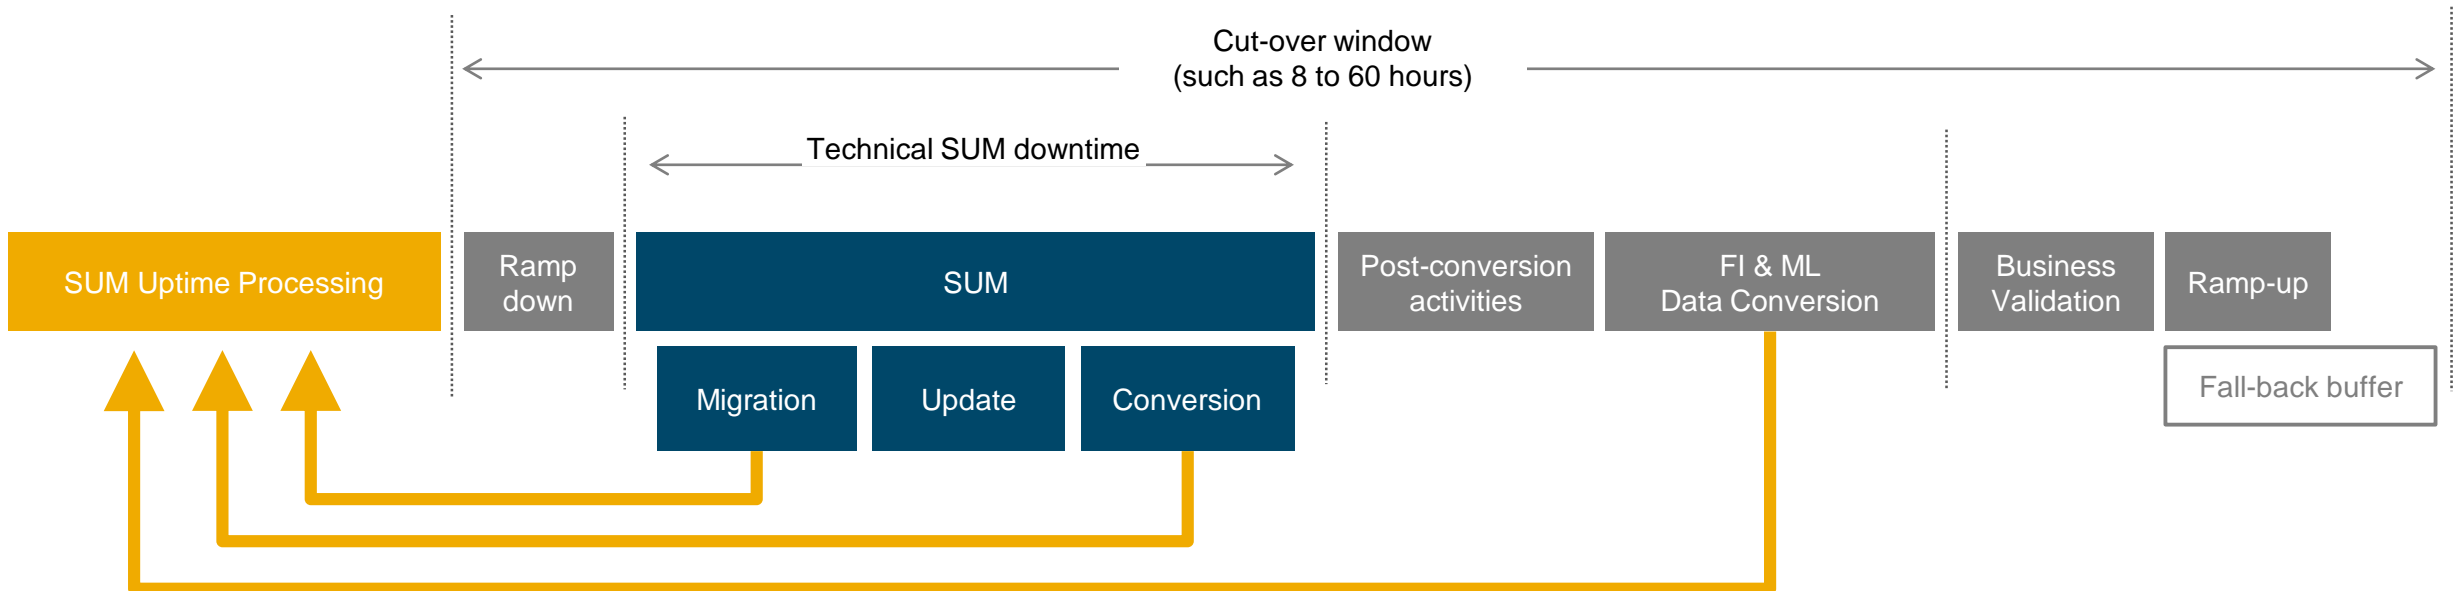 Cut-over window
(such as 8 to 60 hours)
Technical SUM downtime
SUM Uptime Processing
Ramp
down
SUM
Post-conversion
activities
FI & ML
Data Conversion
Business
Validation
Ramp-up
Migration
Update
Conversion
Fall-back buffer